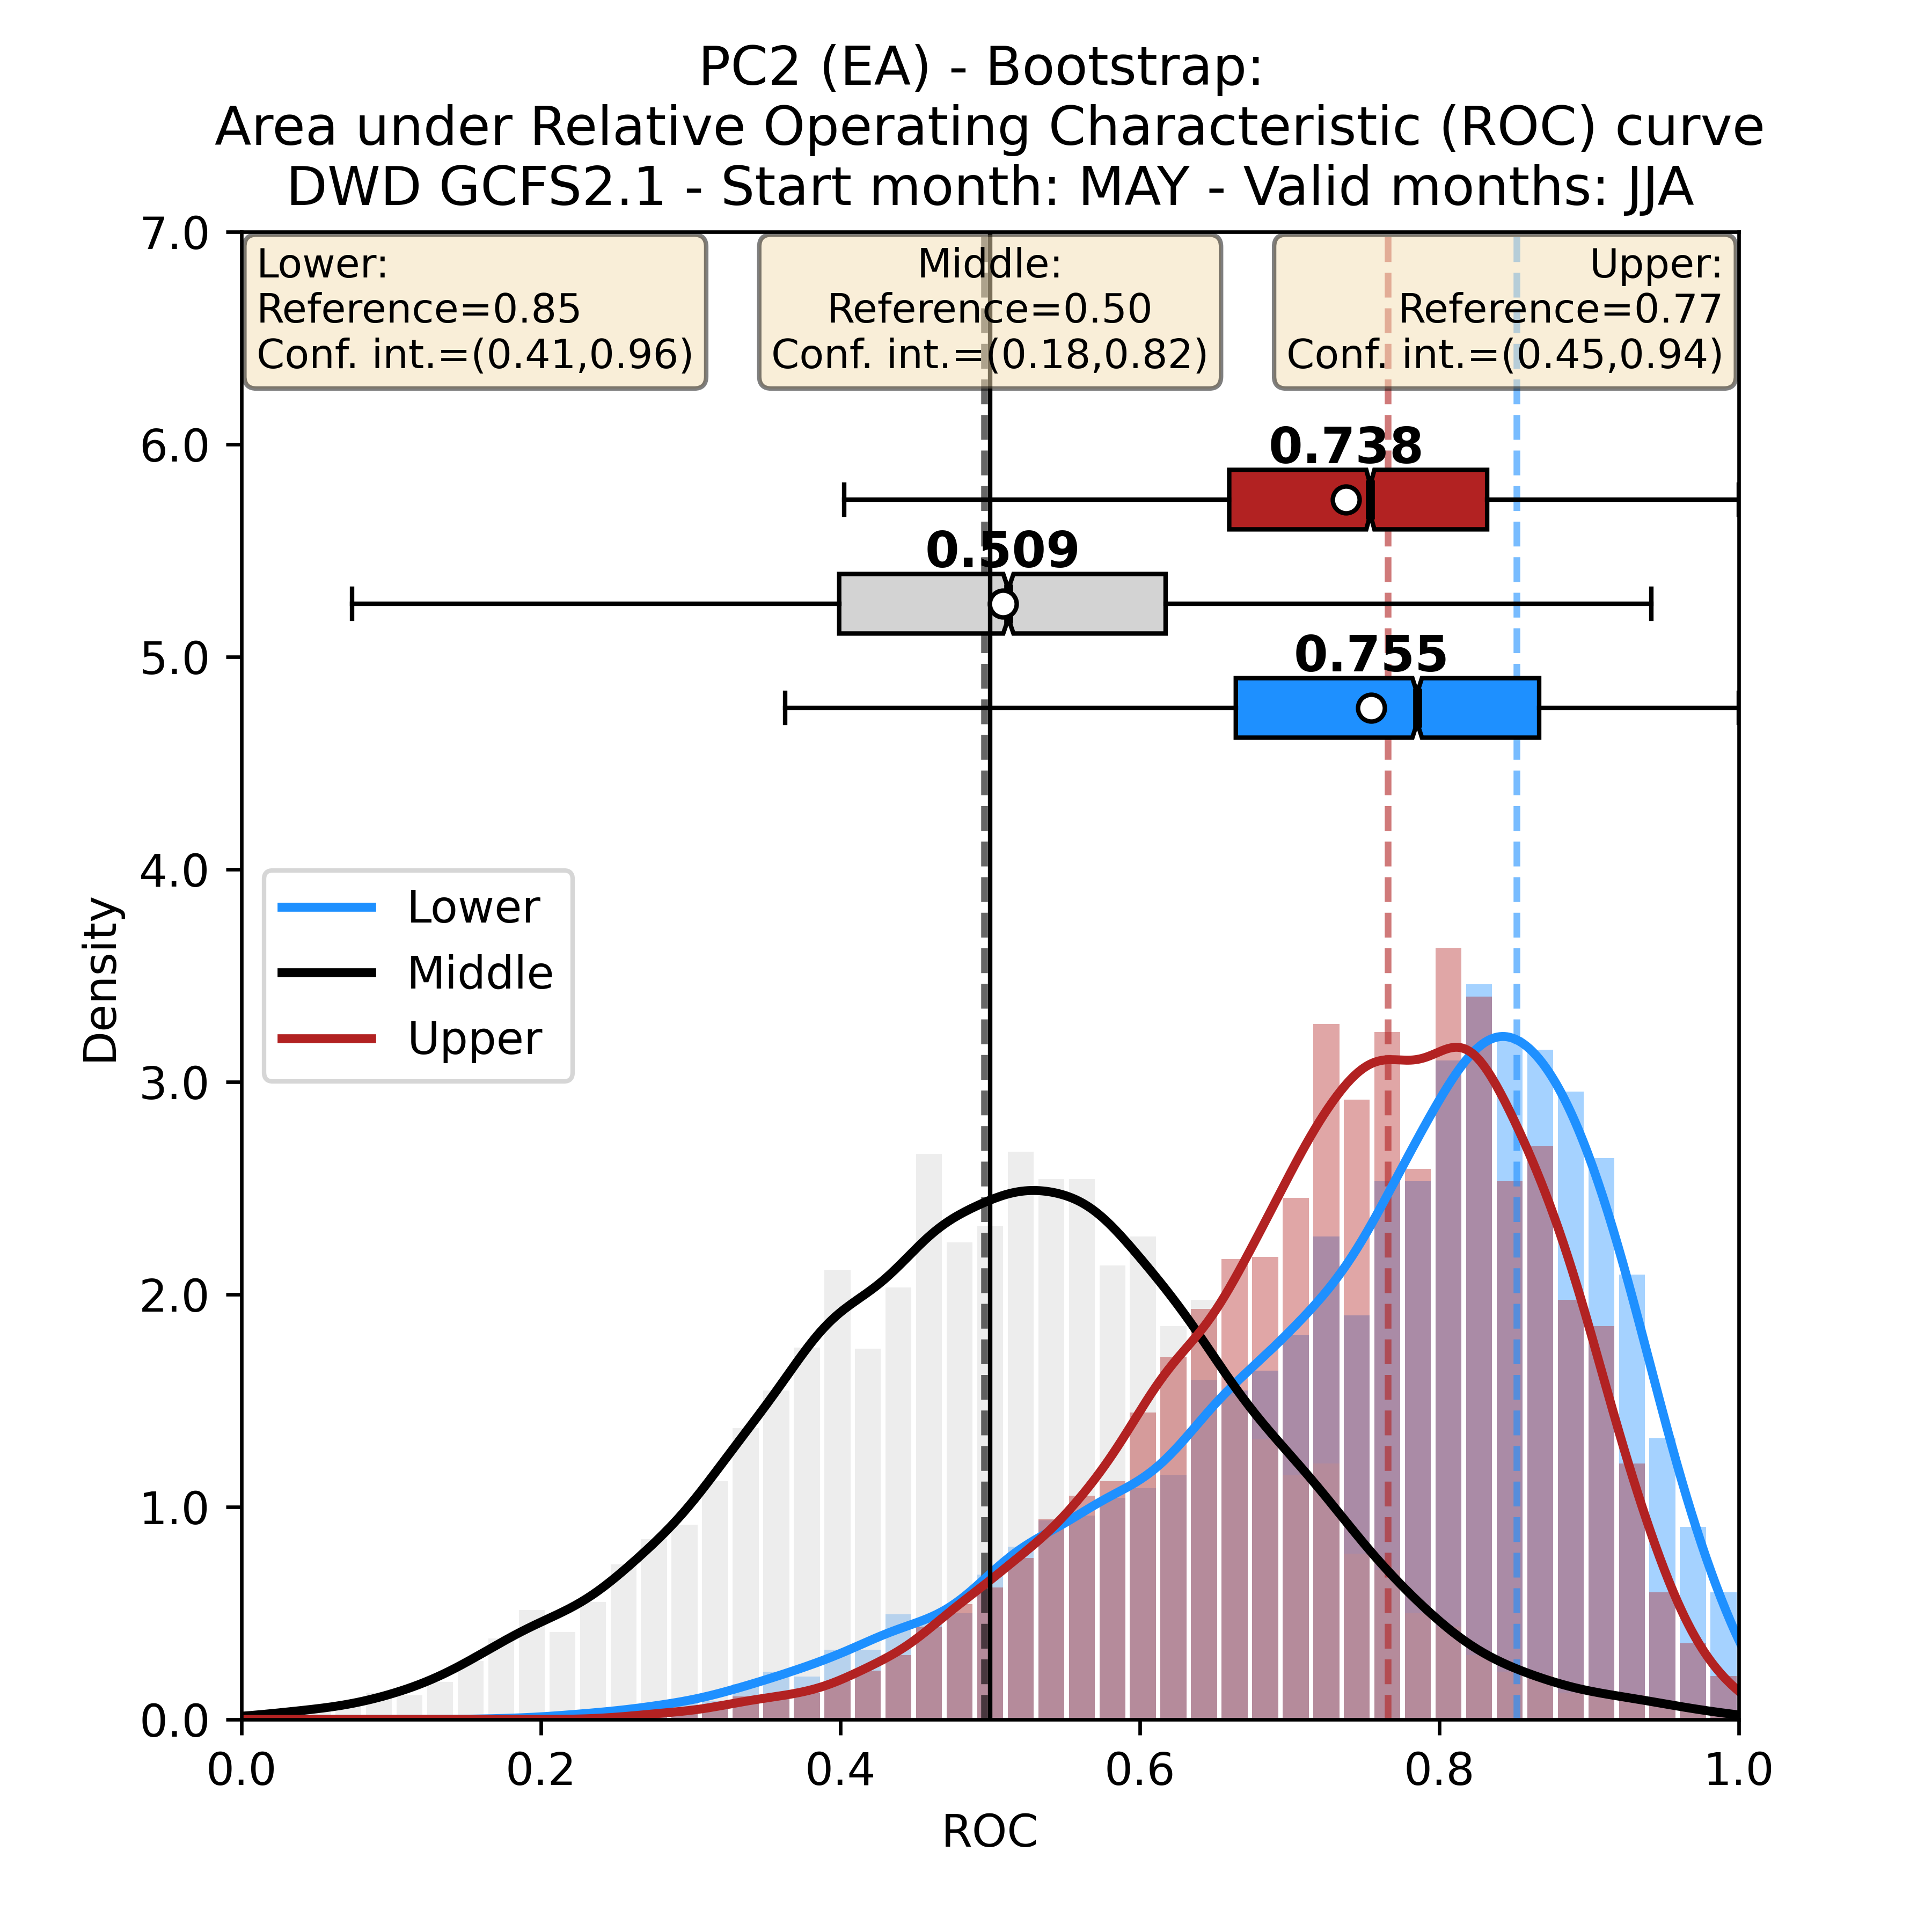 PC2 (EA) - Bootstrap:
Area under Relative Operating Characteristic (ROC) curve
DWD GCFS2.1 - Start month: MAY - Valid months: JJA
7.0
Lower:
Reference=0.85
Conf. int.=(0.41,0.96)
Middle:
Reference=0.50
Conf. int.=(0.18,0.82)
Upper:
Reference=0.77
Conf. int.=(0.45,0.94)
6.0
0.738
0.509
5.0
0.755
4.0
Lower
Middle
Upper
Density
3.0
2.0
1.0
0.0
0.0 0.2 0.4 0.6 0.8 1.0
ROC